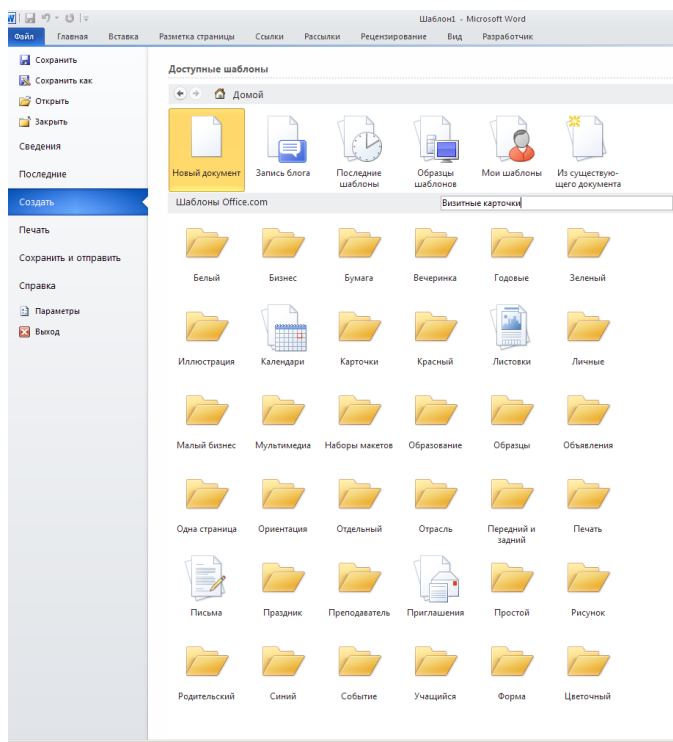 W
Шаблон1 - Microsoft Word
Файл Главная Вставка Разметка страницы Ссылки Рассылки Рецензирование Вид Разработчик
Сохранить
Сохранить как
Открыть
Закрыть
Сведения
Последние
Создать
Печать
Сохранить и отправить
Справка
Параметры
Выход
Доступные шаблоны
Домой
Новый документ
Запись блога
Последние
шаблоны
Образцы
шаблонов
Мои шаблоны
Из существую-
щего документа
Шаблоны Office.com
Визитные карточки
Белый Бизнес Бумага Вечеринка Годовые Зеленый
Иллюстрация Календари Карточки Красный Листовки Личные
Малый бизнес Мультимедиа Наборы макетов Образование Образцы Объявления
Одна страница Ориентация Отдельный Отрасль Передний и Печать
задний
Письма Праздник Преподаватель Приглашения Простой Рисунок
Родительский Синий Событие Учащийся Форма Цветочный